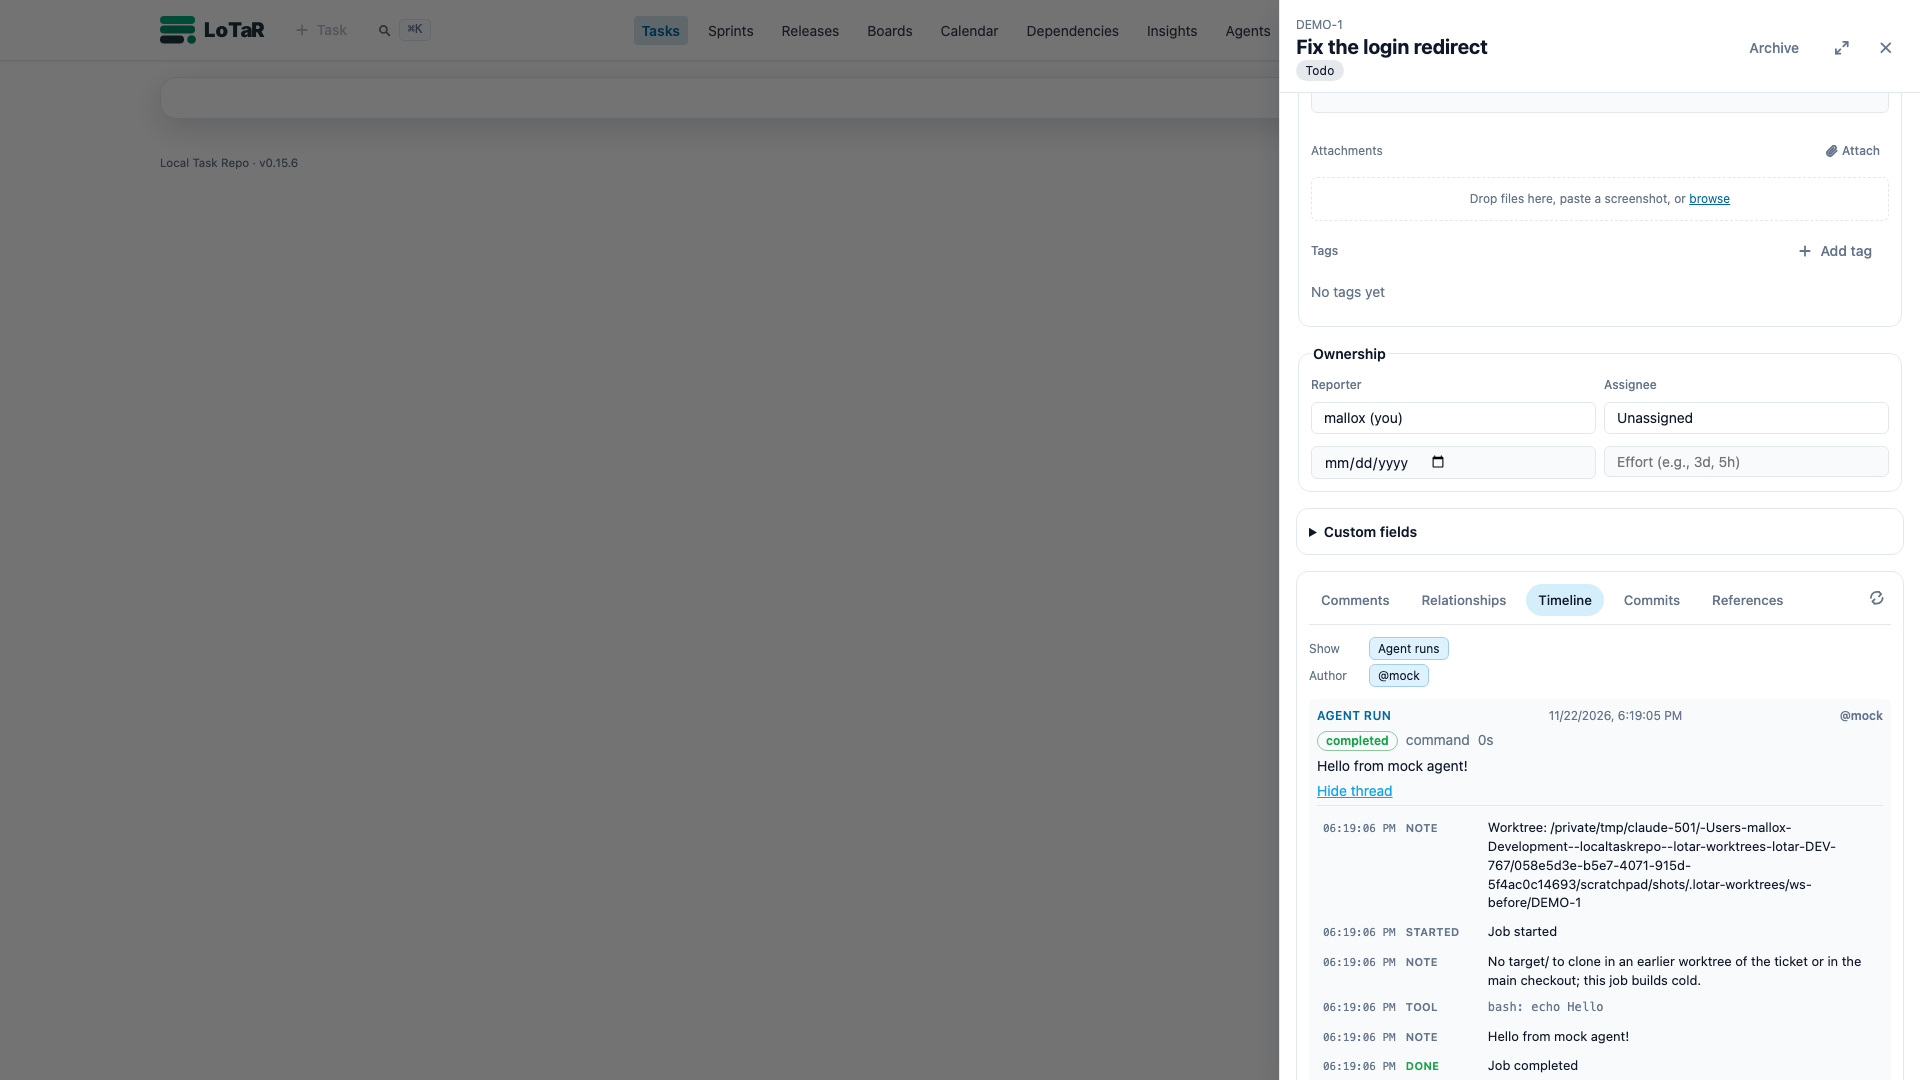 LoTaR
Task
⌘K
Tasks
Sprints
Releases
Boards
Calendar
Dependencies
Insights
Agents
Local Task Repo · v0.15.6
DEMO-1
Fix the login redirect
Todo
Archive
Attachments
Attach
Drop files here, paste a screenshot, or browse
Tags
Add tag
No tags yet
Ownership
Reporter
Assignee
mallox (you)
Unassigned
mm/dd/yyyy
Effort (e.g., 3d, 5h)
Custom fields
Comments
Relationships
Timeline
Commits
References
Show
Agent runs
Author
@mock
AGENT RUN
11/22/2026, 6:19:05 PM
@mock
completed
command 0s
Hello from mock agent!
Hide thread
06:19:06 PM NOTE
Worktree: /private/tmp/claude-501/-Users-mallox-
Development--localtaskrepo--lotar-worktrees-lotar-DEV-
767/058e5d3e-b5e7-4071-915d-
5f4ac0c14693/scratchpad/shots/.lotar-worktrees/ws-
before/DEMO-1
06:19:06 PM STARTED Job started
06:19:06 PM NOTE No target/ to clone in an earlier worktree of the ticket or in the
main checkout; this job builds cold.
06:19:06 PM TOOL bash: echo Hello
06:19:06 PM NOTE Hello from mock agent!
06:19:06 PM DONE Job completed